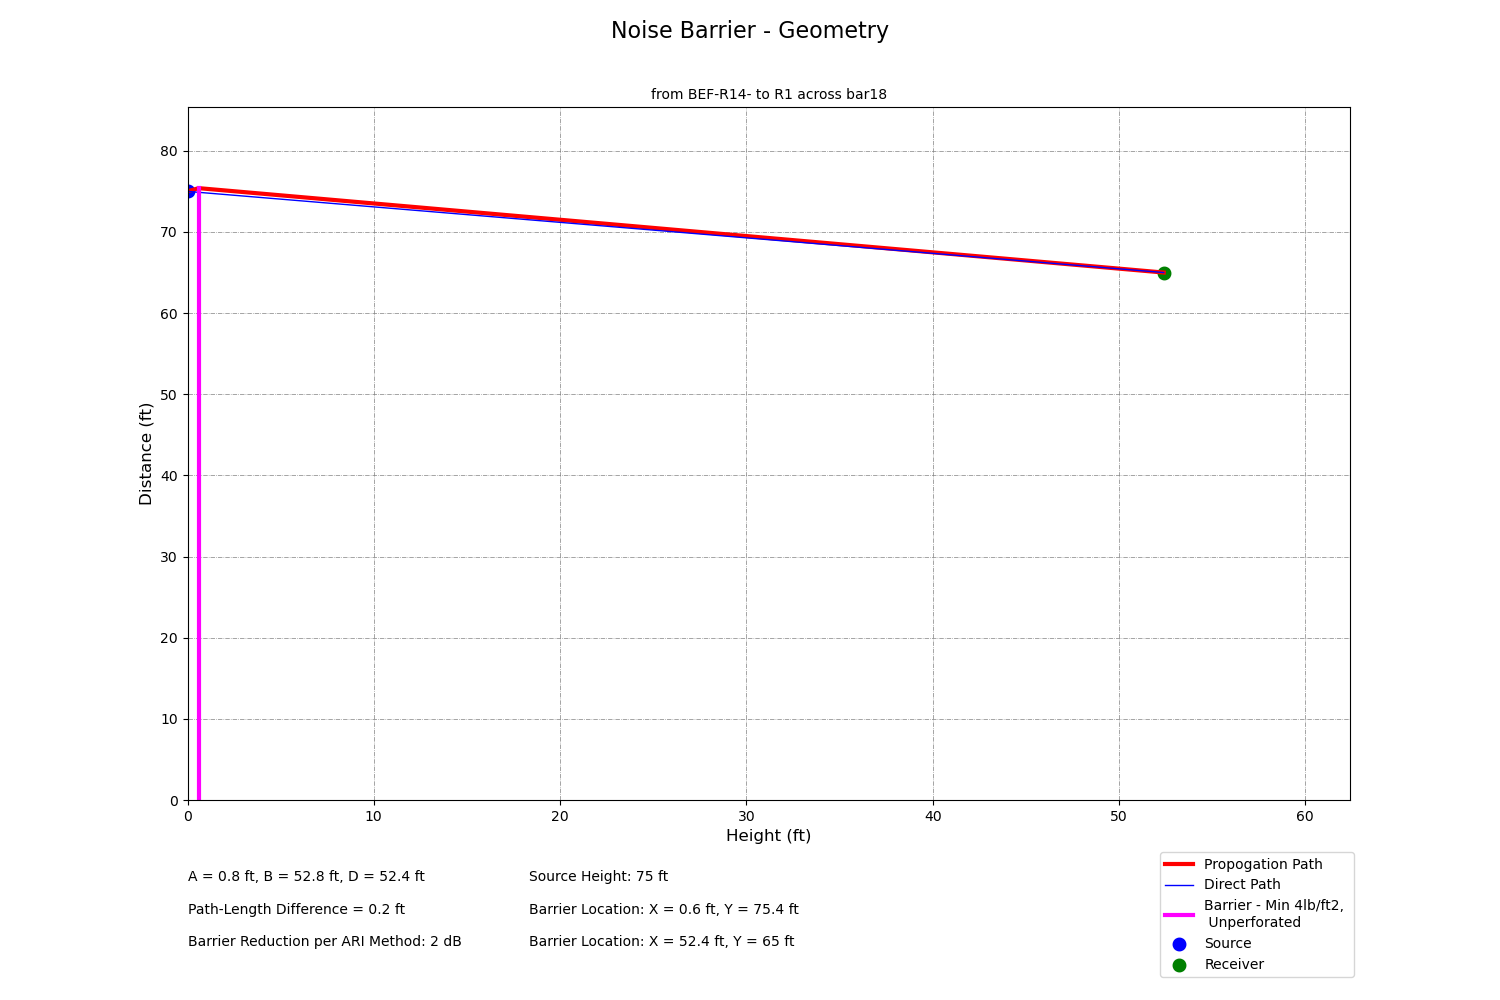 Noise Barrier - Geometry
from BEF-R14- to R1 across bar18
80
70
60
50
40
30
20
10
0
Distance (ft)
0 10 20 30 40 50 60
Height (ft)
A = 0.8 ft, B = 52.8 ft, D = 52.4 ft
Path-Length Difference = 0.2 ft
Barrier Reduction per ARI Method: 2 dB
Source Height: 75 ft
Barrier Location: X = 0.6 ft, Y = 75.4 ft
Barrier Location: X = 52.4 ft, Y = 65 ft
Propogation Path
Direct Path
Barrier - Min 4lb/ft2,
Unperforated
Source
Receiver